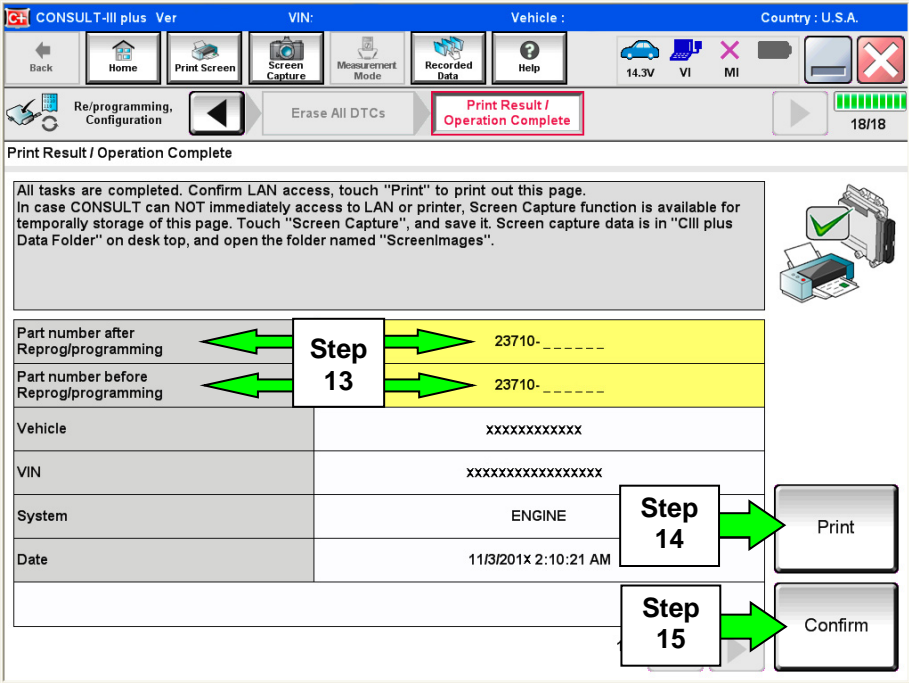 C+ CONSULT-III plus Ver VIN: Vehicle : Country : U.S.A.
Back
Home
Print Screen
Screen
Capture
Measurement
Mode
Recorded
Data
Help
14.3V
VI
MI
Re/programming,
Configuration
Erase All DTCs
Print Result /
Operation Complete
18/18
Print Result / Operation Complete
All tasks are completed. Confirm LAN access, touch "Print" to print out this page.
In case CONSULT can NOT immediately access to LAN or printer, Screen Capture function is available for
temporally storage of this page. Touch "Screen Capture", and save it. Screen capture data is in "CIII plus
Data Folder" on desk top, and open the folder named "ScreenImages".
Part number after
Reprog/programming
23710-_ _ _ _ _ _
Step
13
Part number before
Reprog/programming
23710-_ _ _ _ _ _
Vehicle
xxxxxxxxxxxx
VIN
xxxxxxxxxxxxxxxxx
System
ENGINE
Step
14
Print
Date
11/3/201X 2:10:21 AM
Step
15
Confirm